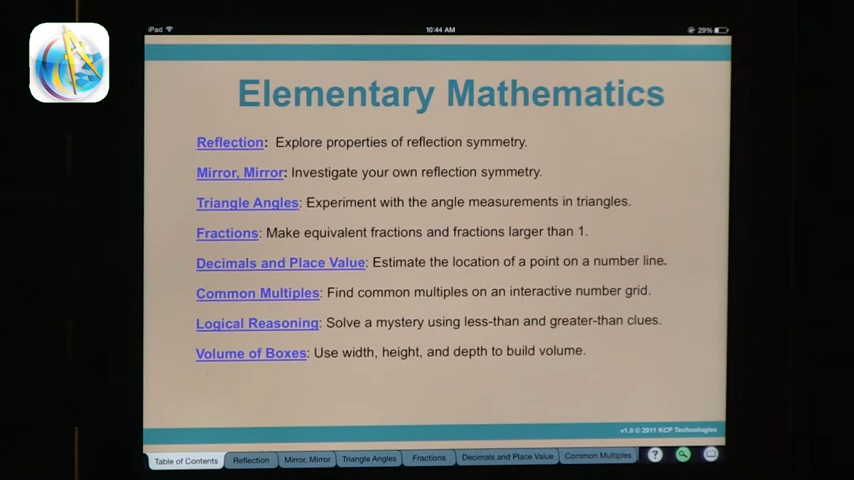 iPad
10:44 AM
29%
Elementary Mathematics
Reflection: Explore properties of reflection symmetry.
Mirror, Mirror: Investigate your own reflection symmetry.
Triangle Angles: Experiment with the angle measurements in triangles.
Fractions: Make equivalent fractions and fractions larger than 1.
Decimals and Place Value: Estimate the location of a point on a number line.
Common Multiples: Find common multiples on an interactive number grid.
Logical Reasoning: Solve a mystery using less-than and greater-than clues.
Volume of Boxes: Use width, height, and depth to build volume.
v1.0 © 2011 KCP Technologies
Table of Contents Reflection Mirror, Mirror Triangle Angles Fractions Decimals and Place Value Common Multiples ?